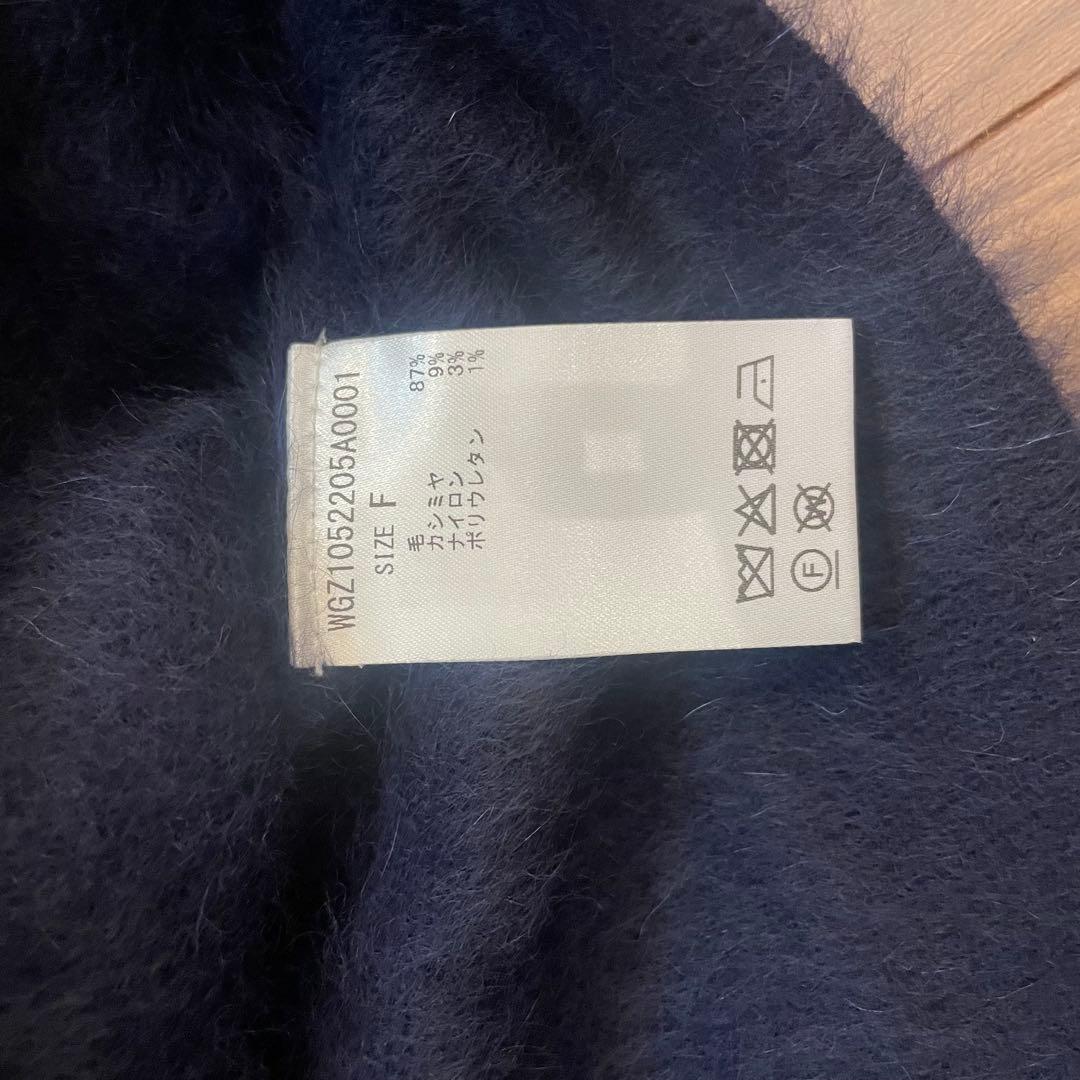 WGZ1052205A0001
SIZE F
毛 87%
カシミヤ 9%
ナイロン 3%
ポリウレタン 1%
F W